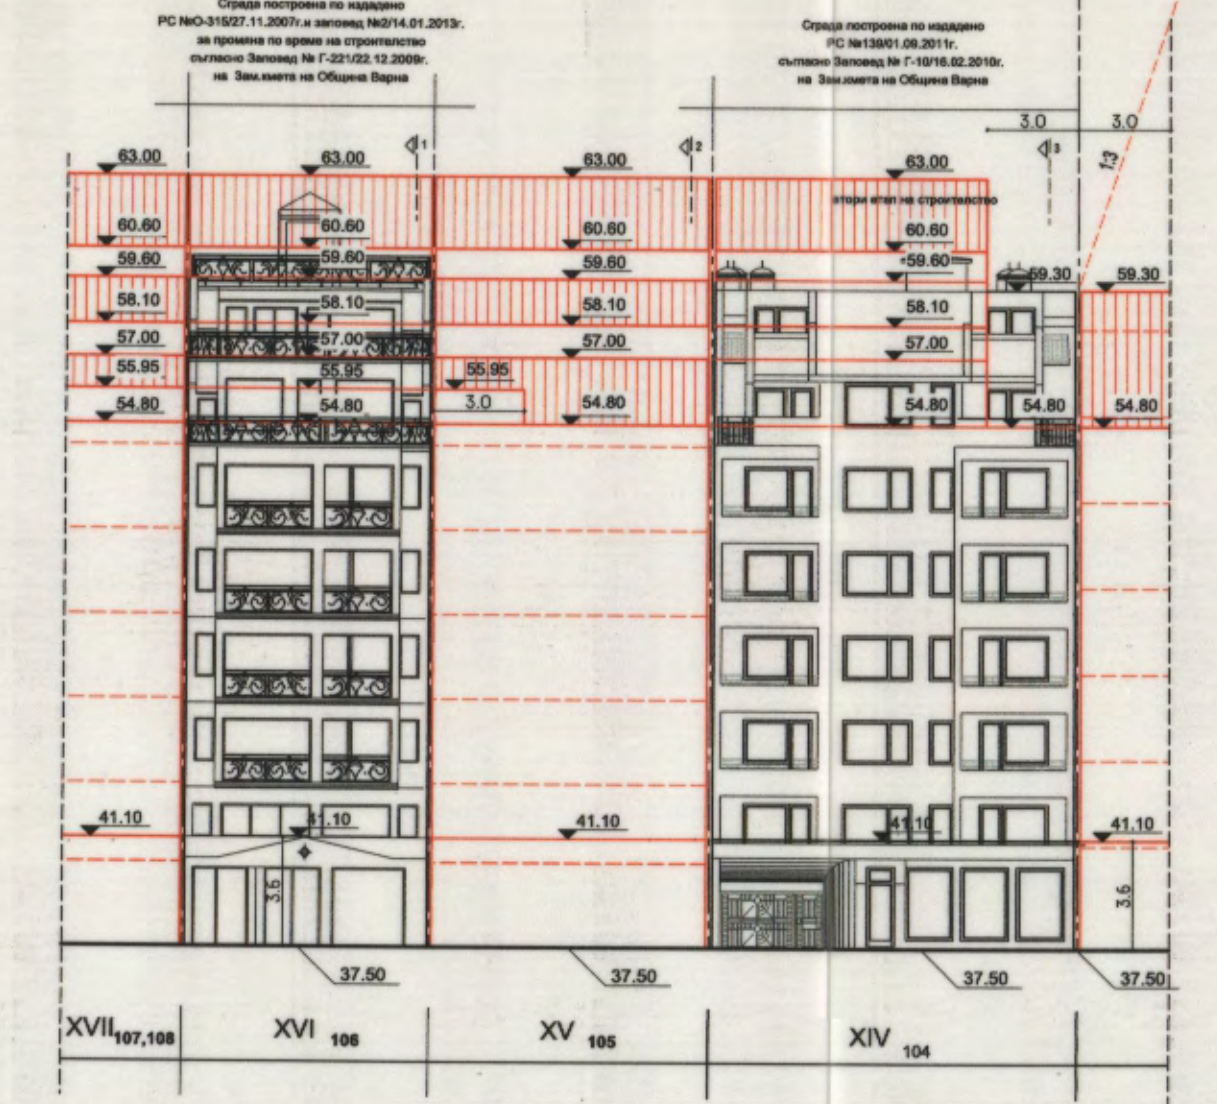 Сграда построена по издадено
РС №О-315/27.11.2007г.и заповед №2/14.01.2013г.
за промяна по време на строителство
съгласно Заповед № Г-221/22.12.2009г.
на Зам.кмета на Община Варна
Сграда построена по издадено
РС №139/01.09.2011г.
съгласно Заповед № Г-10/16.02.2010г.
на Зам.кмета на Община Варна
3.0 3.0
1 2 3
1:3
63.00 63.00 63.00 63.00
втори етап на строителство
60.60 60.60 60.60 60.60
59.60 59.60 59.60 59.60 59.30 59.30
58.10 58.10 58.10 58.10
57.00 57.00 57.00 57.00
55.95 55.95 55.95
3.0
54.80 54.80 54.80 54.80 54.80 54.80
41.10 41.10 41.10 41.10 41.10
3.6 3.6
37.50 37.50 37.50 37.50
XVII 107,108 XVI 106 XV 105 XIV 104